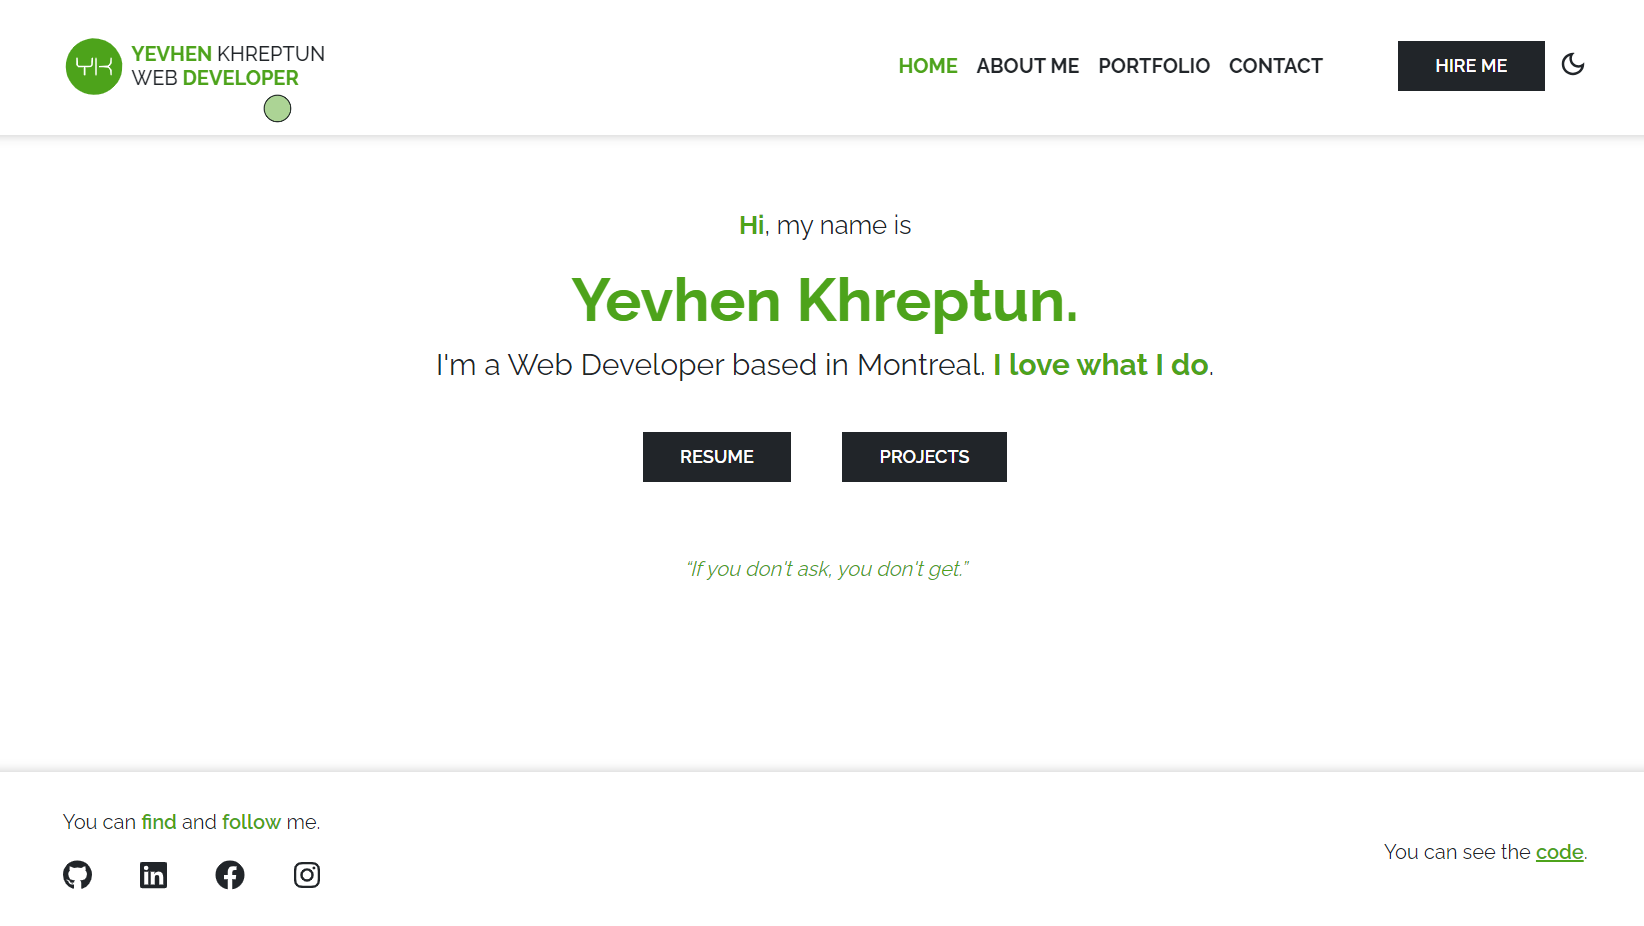 YK
YEVHEN KHREPTUN
WEB DEVELOPER
HOME ABOUT ME PORTFOLIO CONTACT HIRE ME
Hi, my name is
Yevhen Khreptun.
I'm a Web Developer based in Montreal. I love what I do.
RESUME PROJECTS
“If you don't ask, you don't get.”
You can find and follow me.
in
You can see the code.